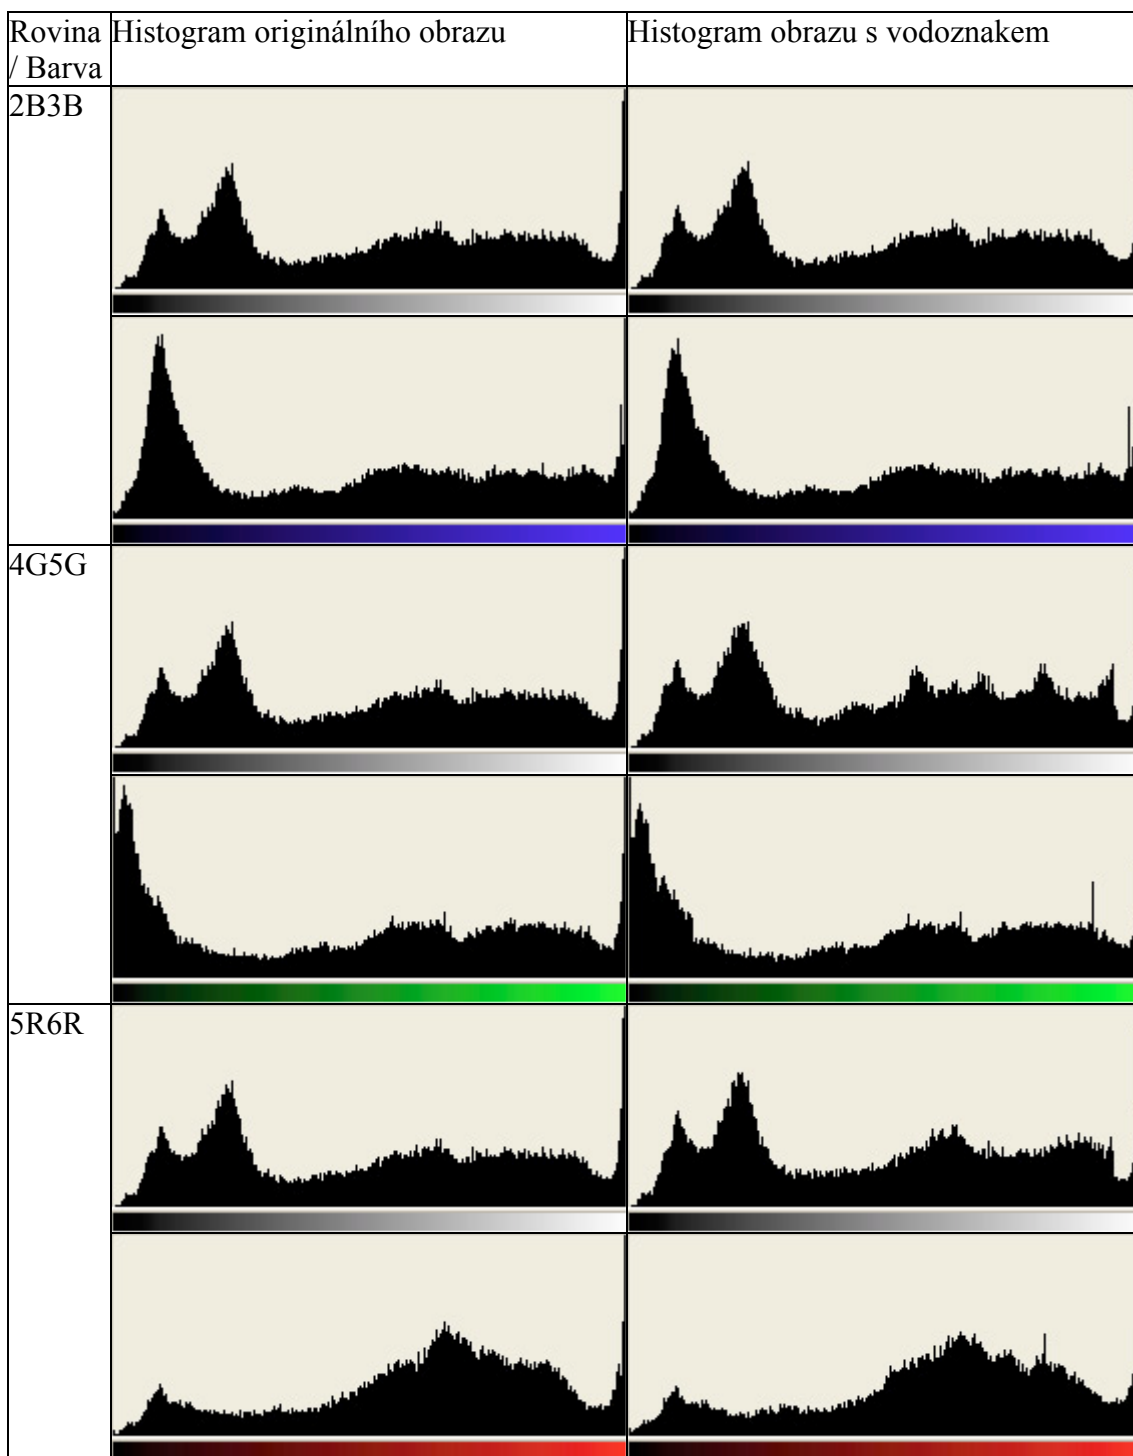 Rovina / Barva
Histogram originálního obrazu
Histogram obrazu s vodoznakem
2B3B
4G5G
5R6R